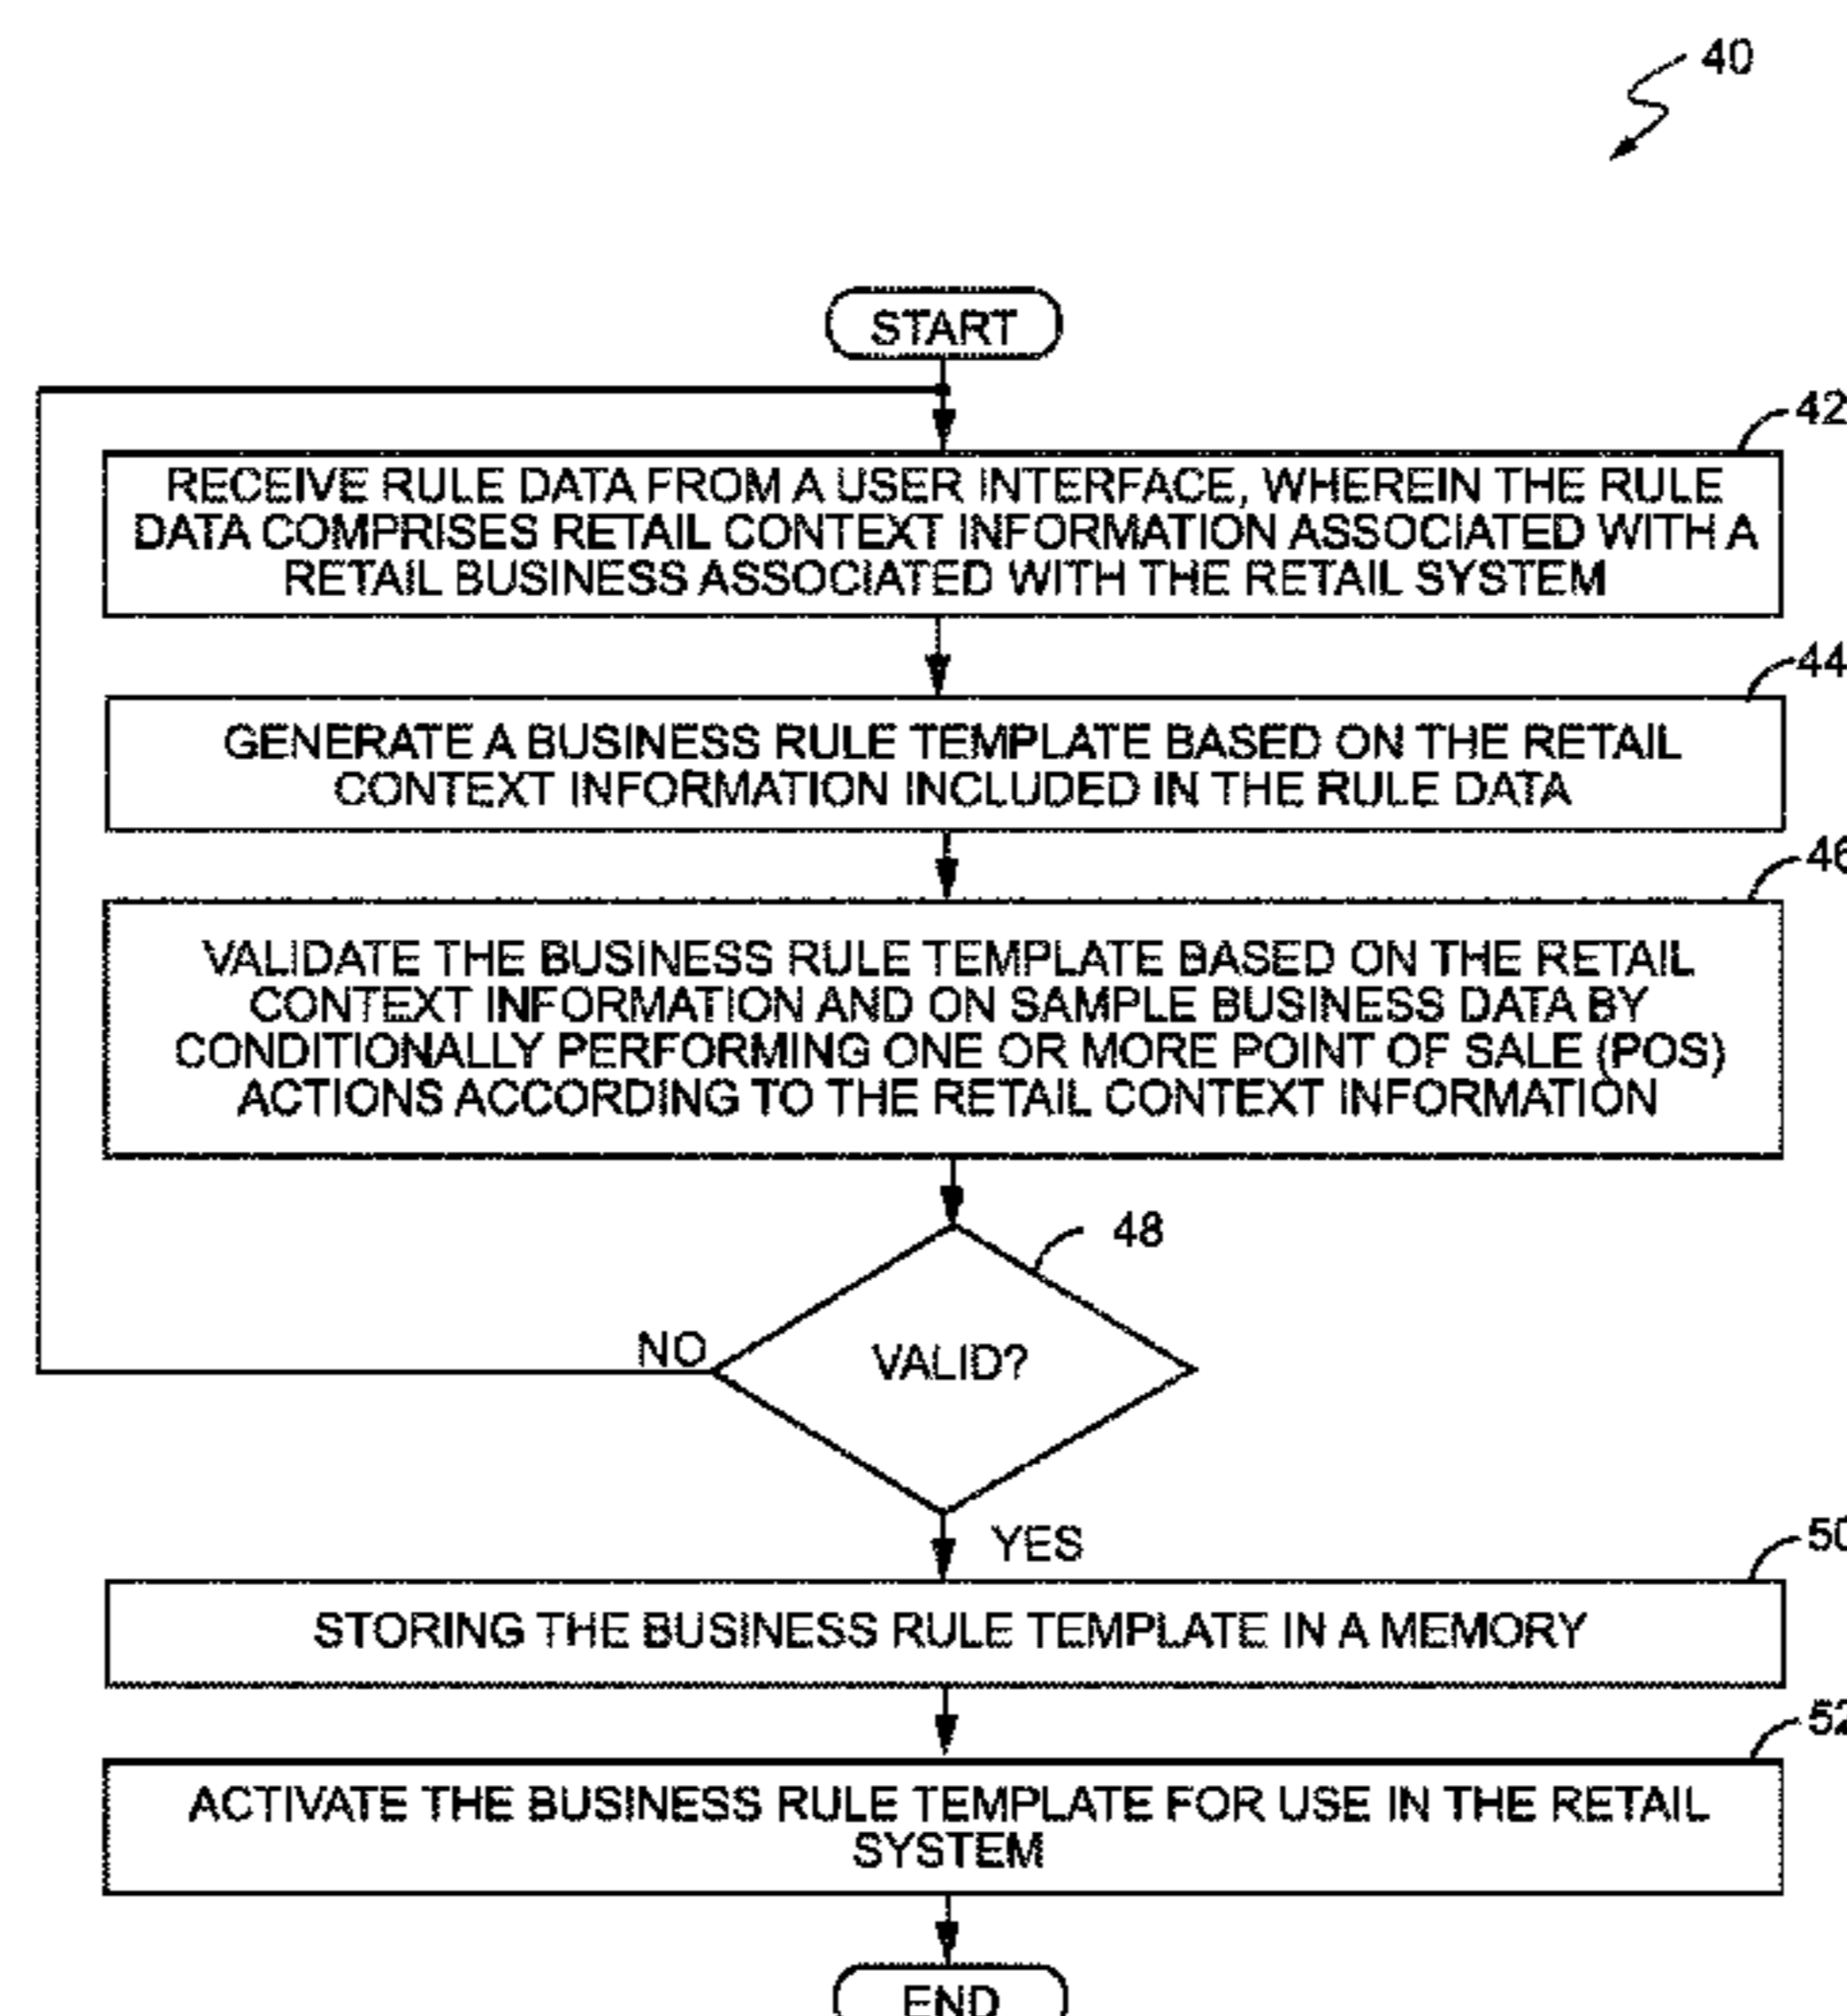 40
START
42
RECEIVE RULE DATA FROM A USER INTERFACE, WHEREIN THE RULE
DATA COMPRISES RETAIL CONTEXT INFORMATION ASSOCIATED WITH A
RETAIL BUSINESS ASSOCIATED WITH THE RETAIL SYSTEM
44
GENERATE A BUSINESS RULE TEMPLATE BASED ON THE RETAIL
CONTEXT INFORMATION INCLUDED IN THE RULE DATA
46
VALIDATE THE BUSINESS RULE TEMPLATE BASED ON THE RETAIL
CONTEXT INFORMATION AND ON SAMPLE BUSINESS DATA BY
CONDITIONALLY PERFORMING ONE OR MORE POINT OF SALE (POS)
ACTIONS ACCORDING TO THE RETAIL CONTEXT INFORMATION
48
NO
VALID?
YES
50
STORING THE BUSINESS RULE TEMPLATE IN A MEMORY
52
ACTIVATE THE BUSINESS RULE TEMPLATE FOR USE IN THE RETAIL
SYSTEM
END